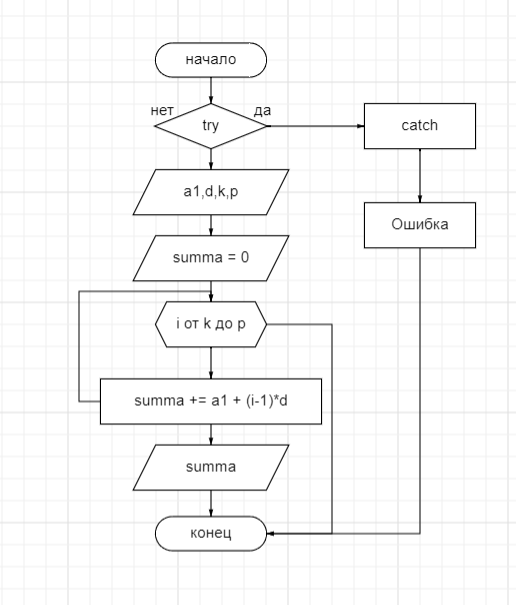 начало
нет
да
try
catch
a1,d,k,p
Ошибка
summa = 0
i от k до p
summa += a1 + (i-1)*d
summa
конец